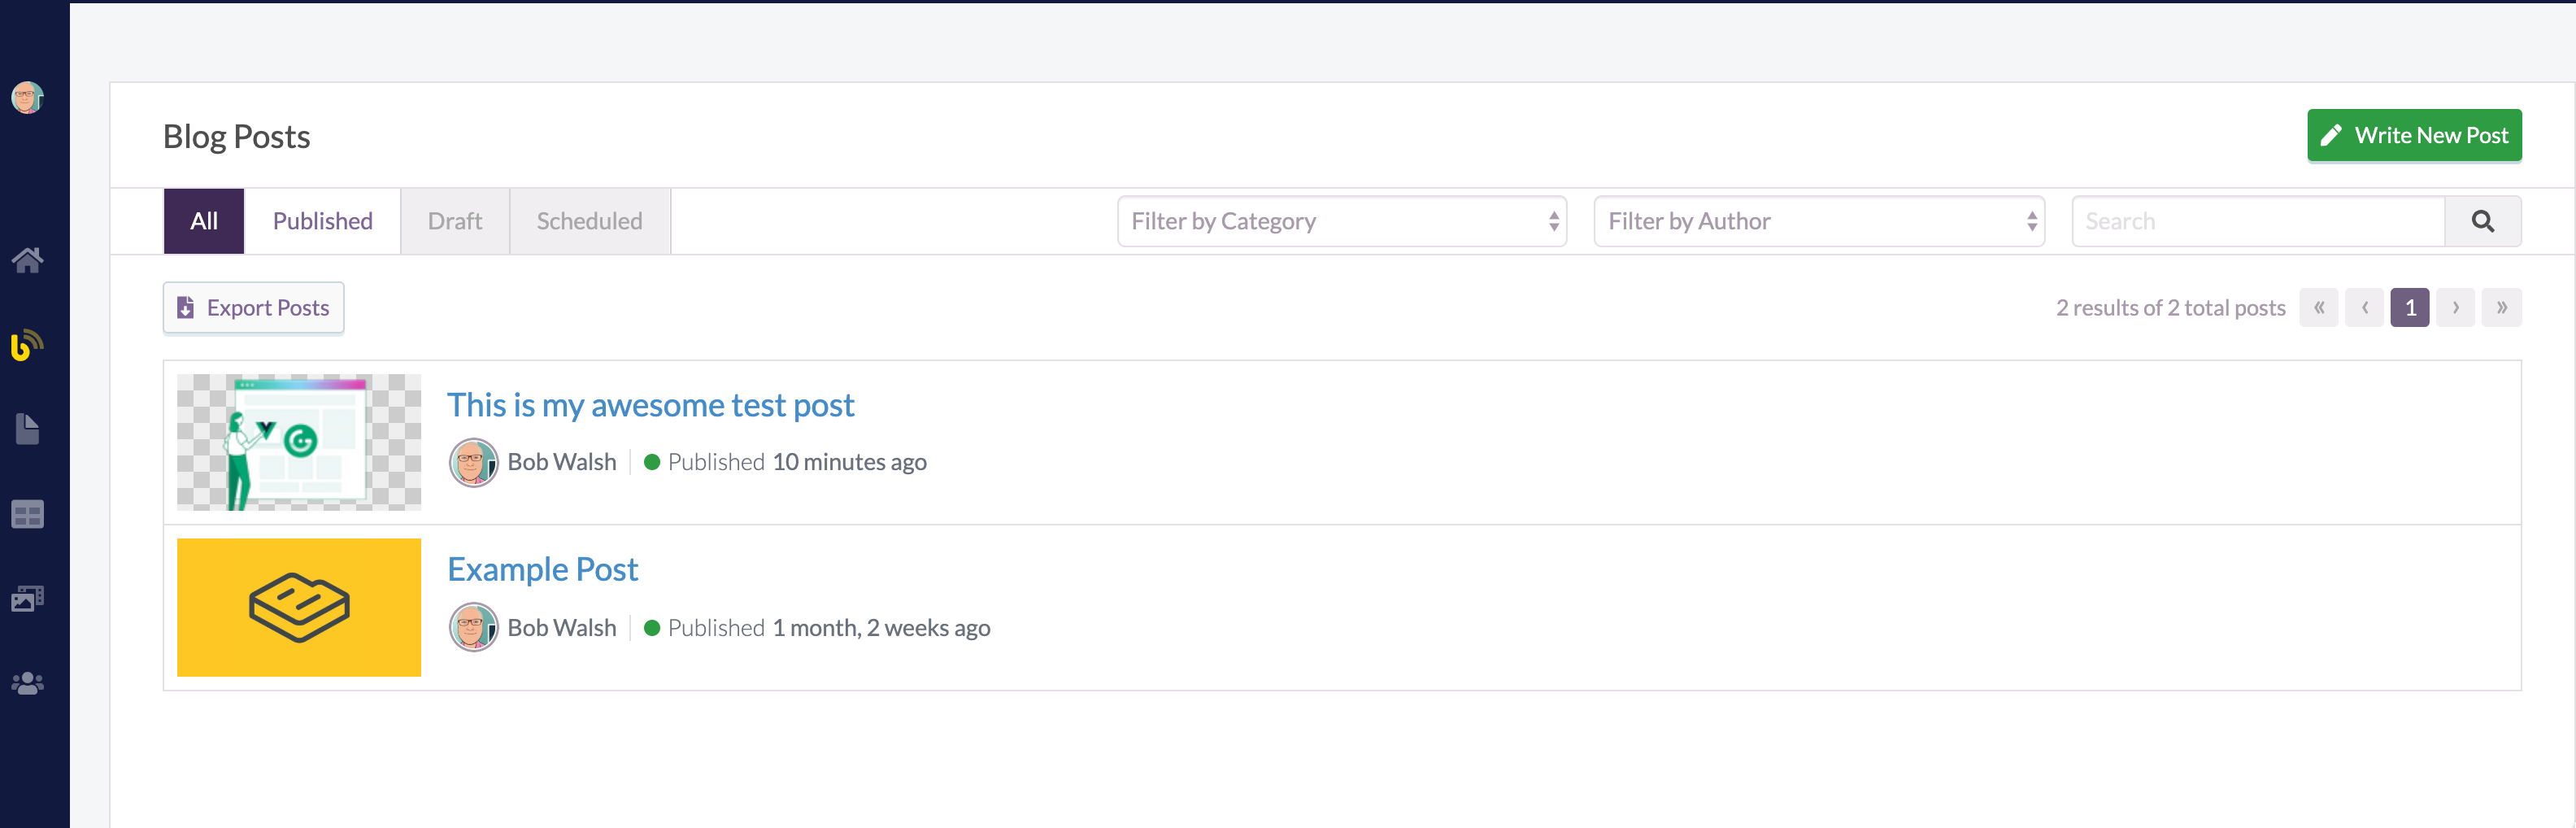 Blog Posts
Write New Post
All Published Draft Scheduled Filter by Category Filter by Author Search
Export Posts 2 results of 2 total posts « ‹ 1 › »
This is my awesome test post
Bob Walsh Published 10 minutes ago
Example Post
Bob Walsh Published 1 month, 2 weeks ago